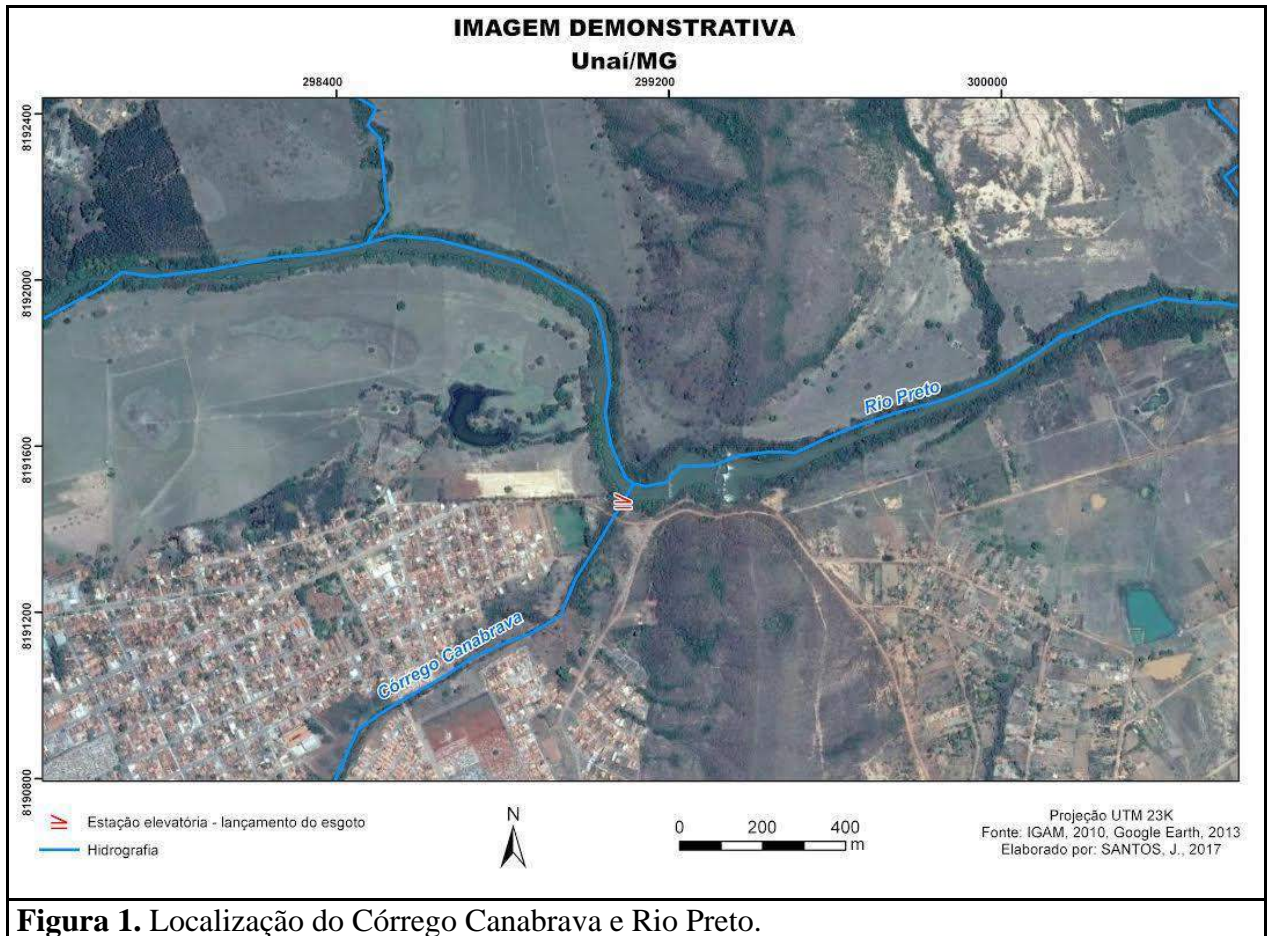 IMAGEM DEMONSTRATIVA
Unaí/MG
298400
299200
300000
8192400
8192000
8191600
8191200
8190800
Rio Preto
Córrego Canabrava
Estação elevatória - lançamento do esgoto
Hidrografia
N
0 200 400
m
Projeção UTM 23K
Fonte: IGAM, 2010, Google Earth, 2013
Elaborado por: SANTOS, J., 2017
Figura 1. Localização do Córrego Canabrava e Rio Preto.